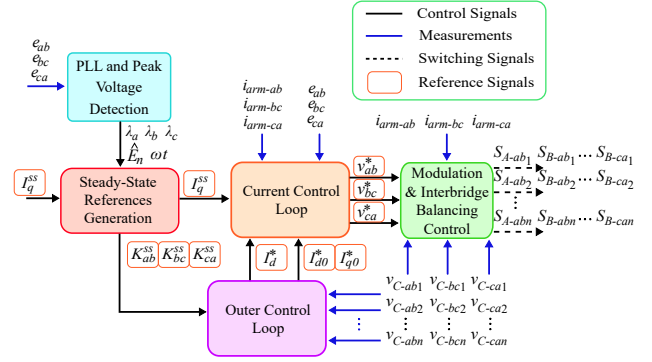 Control Signals
Measurements
Switching Signals
Reference Signals
e_ab
e_bc
e_ca
PLL and Peak
Voltage
Detection
λ_a λ_b λ_c
Ê_n ωt
I_q^ss
Steady-State
References
Generation
I_q^ss
K_ab^ss K_bc^ss K_ca^ss
i_arm-ab
i_arm-bc
i_arm-ca
e_ab
e_bc
e_ca
Current Control
Loop
I_d^* I_d0^* I_q0^*
Outer Control
Loop
v_ab^*
v_bc^*
v_ca^*
i_arm-ab i_arm-bc i_arm-ca
Modulation
& Interbridge
Balancing
Control
S_A-ab1 S_B-ab1 ··· S_B-ca1
S_A-ab2 S_B-ab2 ··· S_B-ca2
⋮
S_A-abn S_B-abn ··· S_B-can
v_C-ab1 v_C-bc1 v_C-ca1
v_C-ab2 v_C-bc2 v_C-ca2
⋮ ⋮ ⋮ ⋮
v_C-abn v_C-bcn v_C-can